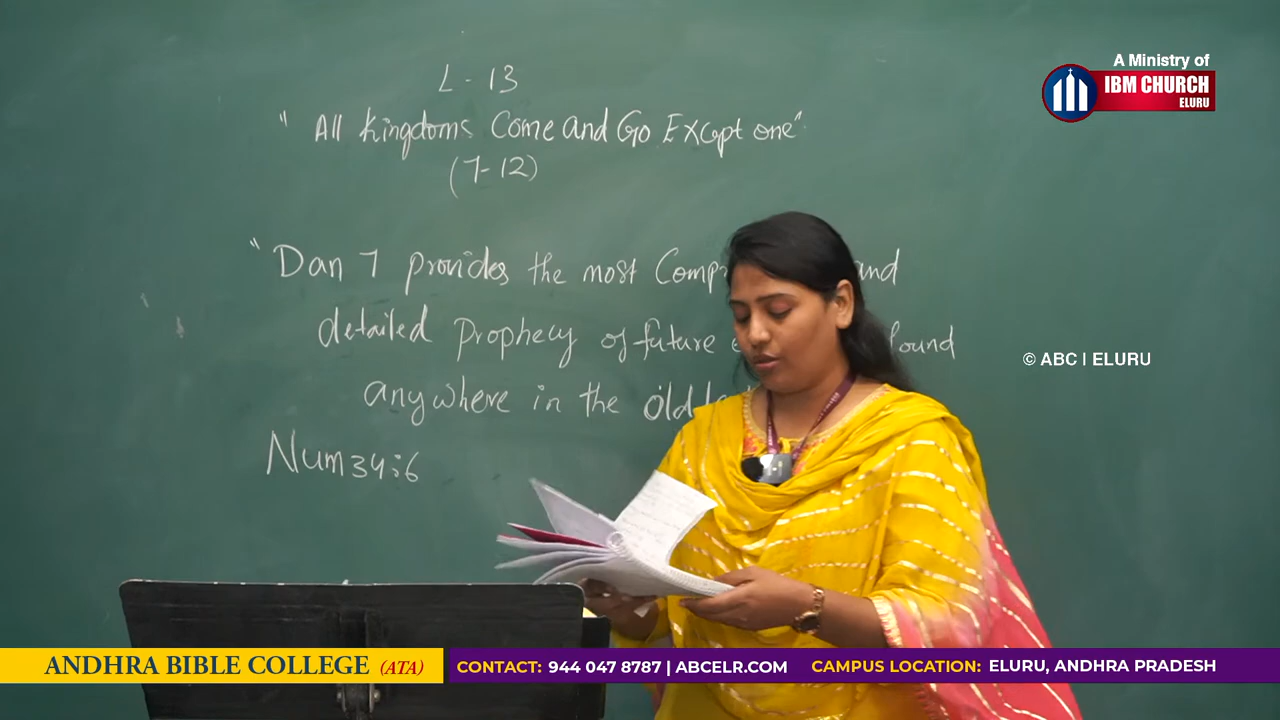 L - 13
" All Kingdoms Come and Go Except one"
(7-12)
" Dan 7 provides the most and
detailed Prophecy of future found
anywhere in the old
Num 34:6
A Ministry of
IBM CHURCH
ELURU
© ABC | ELURU
ANDHRA BIBLE COLLEGE (ATA)
CONTACT: 944 047 8787 | ABCELR.COM CAMPUS LOCATION: ELURU, ANDHRA PRADESH